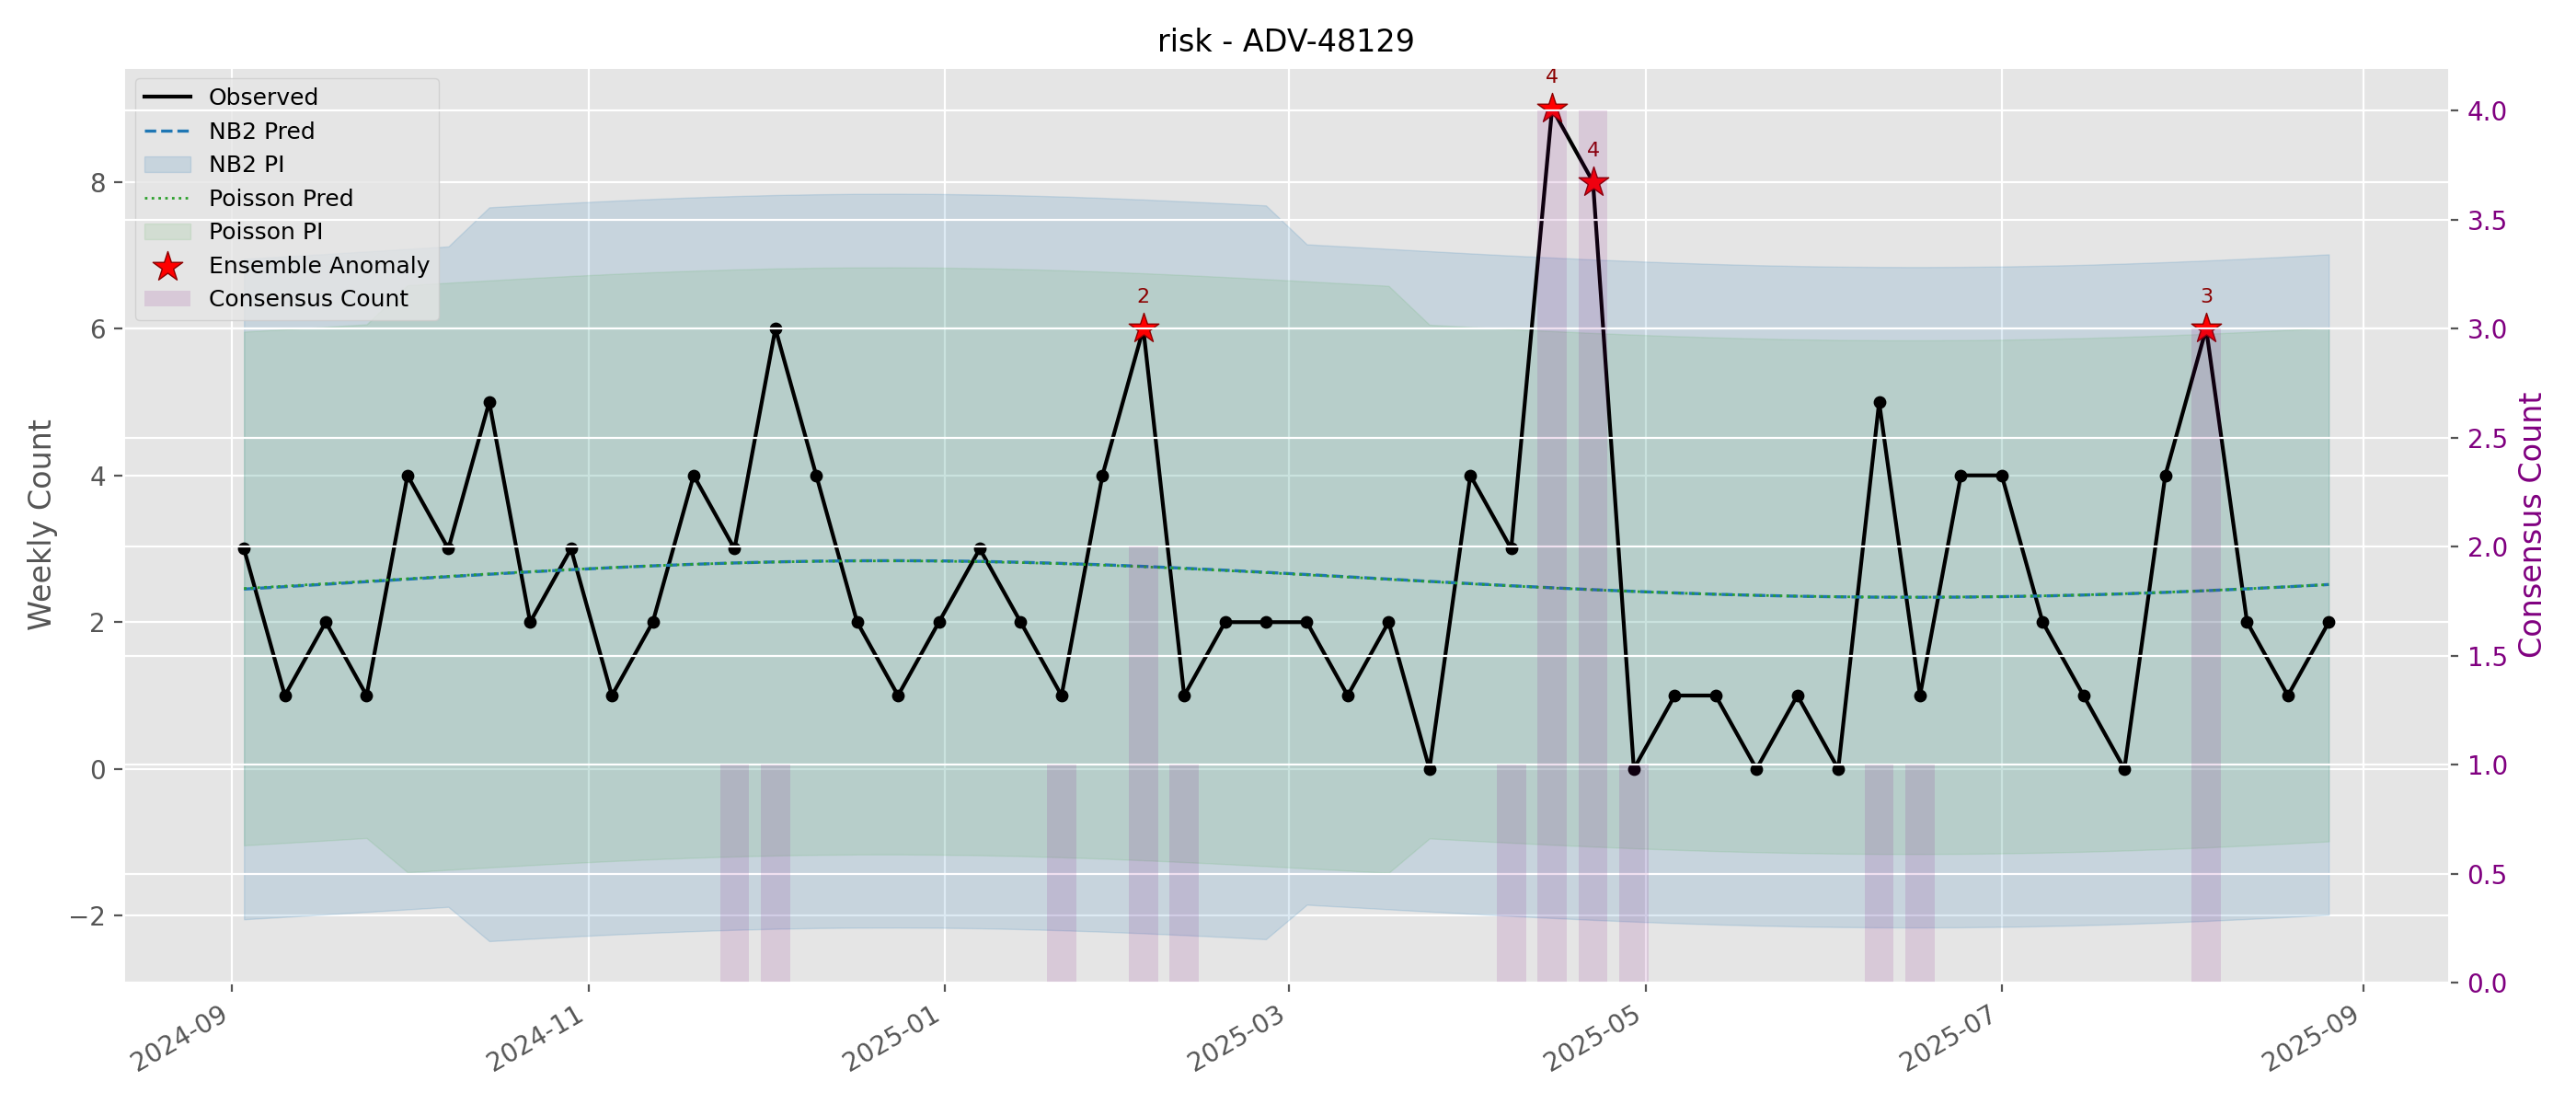 risk - ADV-48129
Observed
NB2 Pred
NB2 PI
Poisson Pred
Poisson PI
Ensemble Anomaly
Consensus Count
Weekly Count
8
6
4
2
0
−2
4
4
2
3
4.0
3.5
3.0
2.5
2.0
1.5
1.0
0.5
0.0
Consensus Count
2024-09
2024-11
2025-01
2025-03
2025-05
2025-07
2025-09